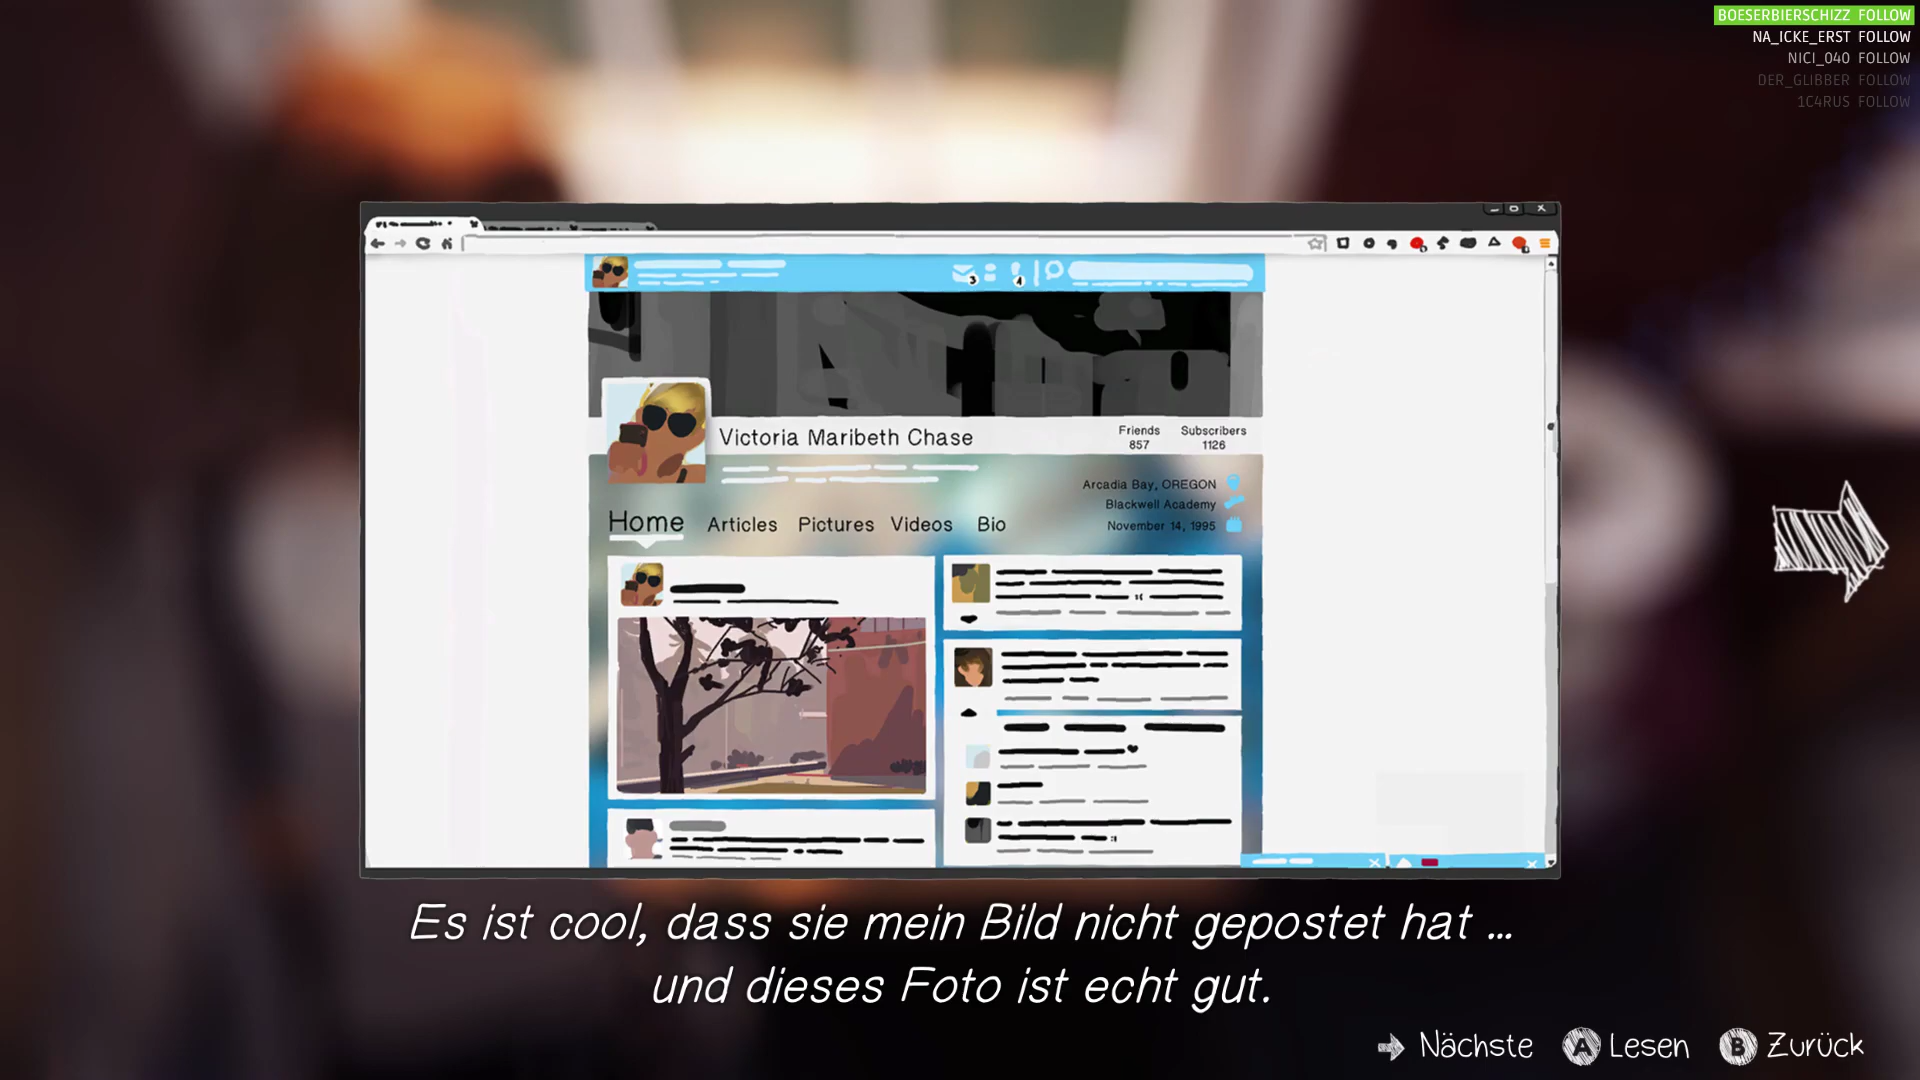 BOESERBIERSCHIZZ FOLLOW
NA_ICKE_ERST FOLLOW
NICI_040 FOLLOW
DER_GLIBBER FOLLOW
1C4RUS FOLLOW
3
4
Victoria Maribeth Chase
Friends Subscribers
857 1126
Arcadia Bay, OREGON
Blackwell Academy
November 14, 1995
Home Articles Pictures Videos Bio
Es ist cool, dass sie mein Bild nicht gepostet hat ...
und dieses Foto ist echt gut.
Nächste A Lesen B Zurück